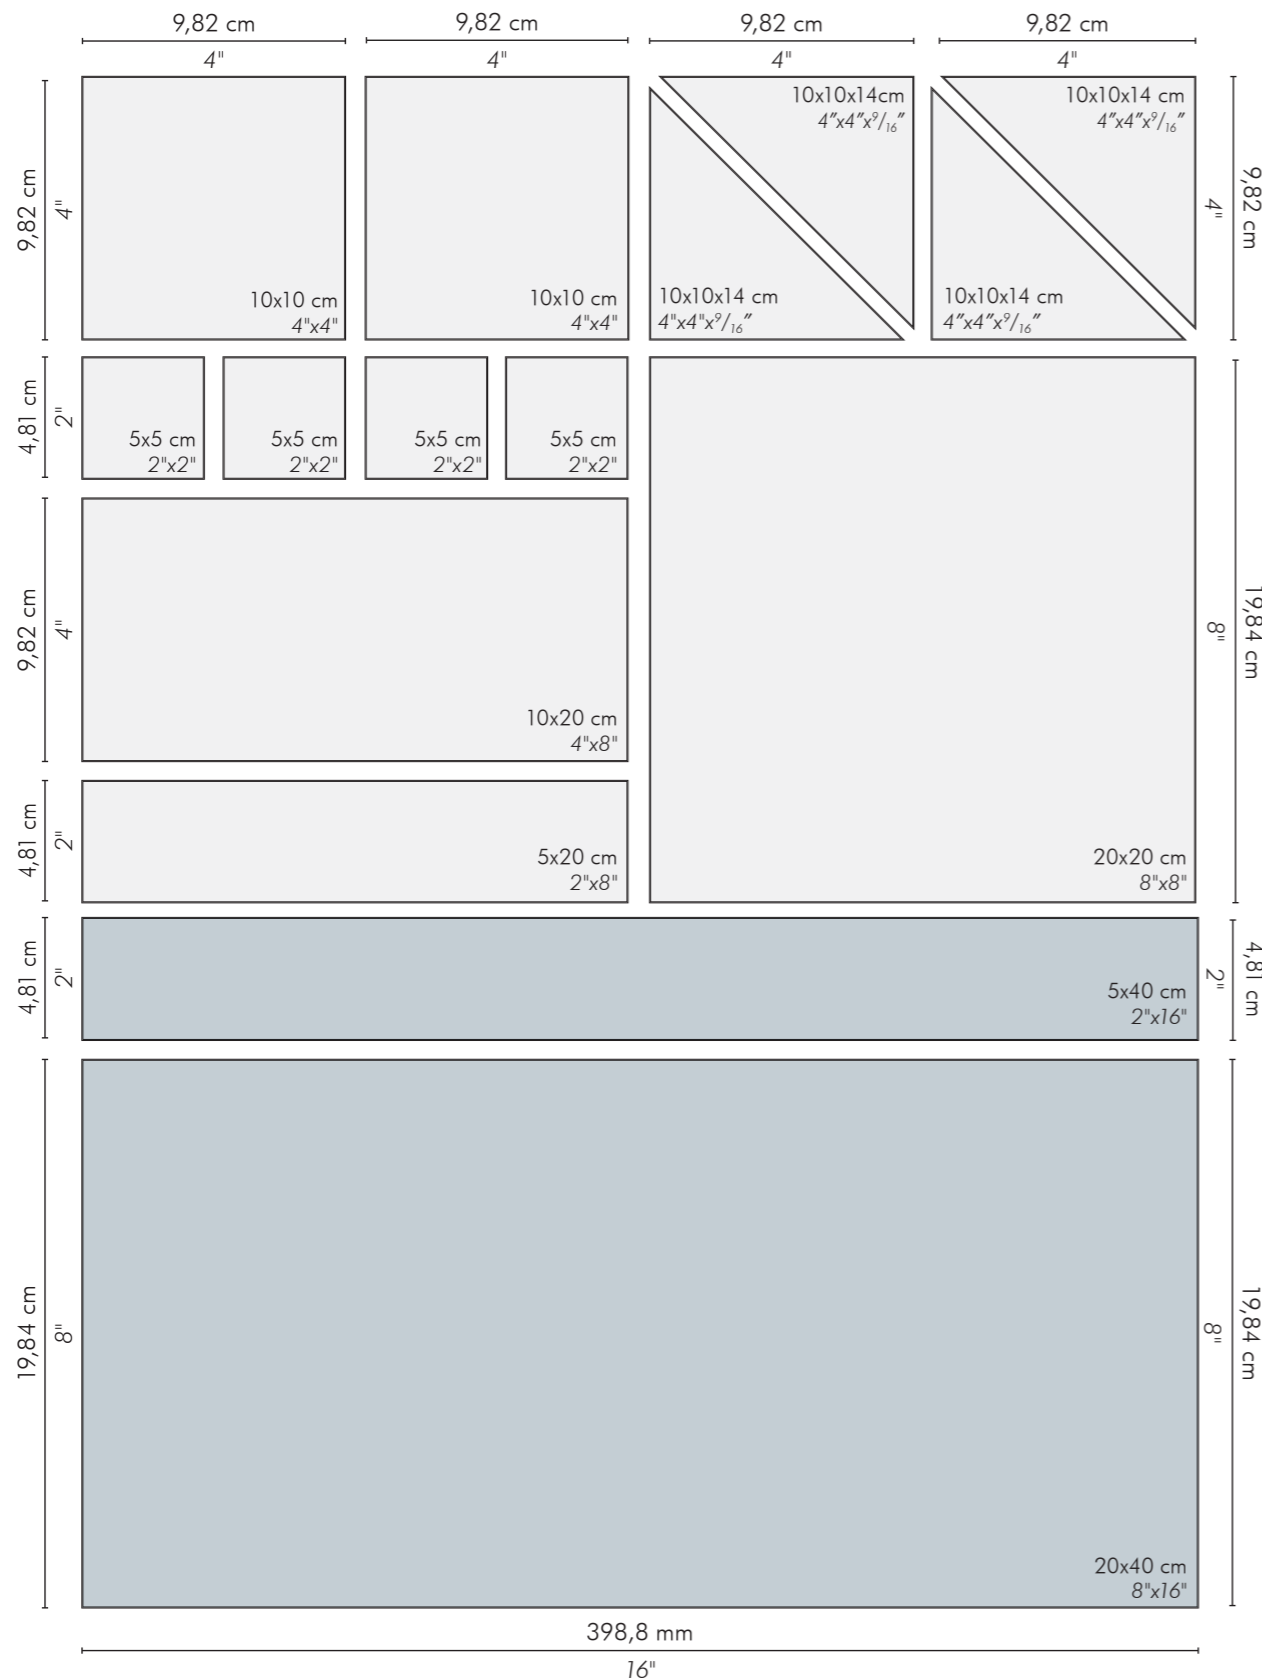 9,82 cm
4"
9,82 cm
4"
9,82 cm
4"
9,82 cm
4"
9,82 cm
4"
10x10 cm
4"x4"
10x10 cm
4"x4"
10x10x14cm
4"x4"x9/16"
10x10x14 cm
4"x4"x9/16"
10x10x14 cm
4"x4"x9/16"
10x10x14 cm
4"x4"x9/16"
4"
9,82 cm
4,81 cm
2"
5x5 cm
2"x2"
5x5 cm
2"x2"
5x5 cm
2"x2"
5x5 cm
2"x2"
9,82 cm
4"
10x20 cm
4"x8"
8"
19,84 cm
4,81 cm
2"
5x20 cm
2"x8"
20x20 cm
8"x8"
4,81 cm
2"
5x40 cm
2"x16"
2"
4,81 cm
19,84 cm
8"
20x40 cm
8"x16"
8"
19,84 cm
398,8 mm
16"